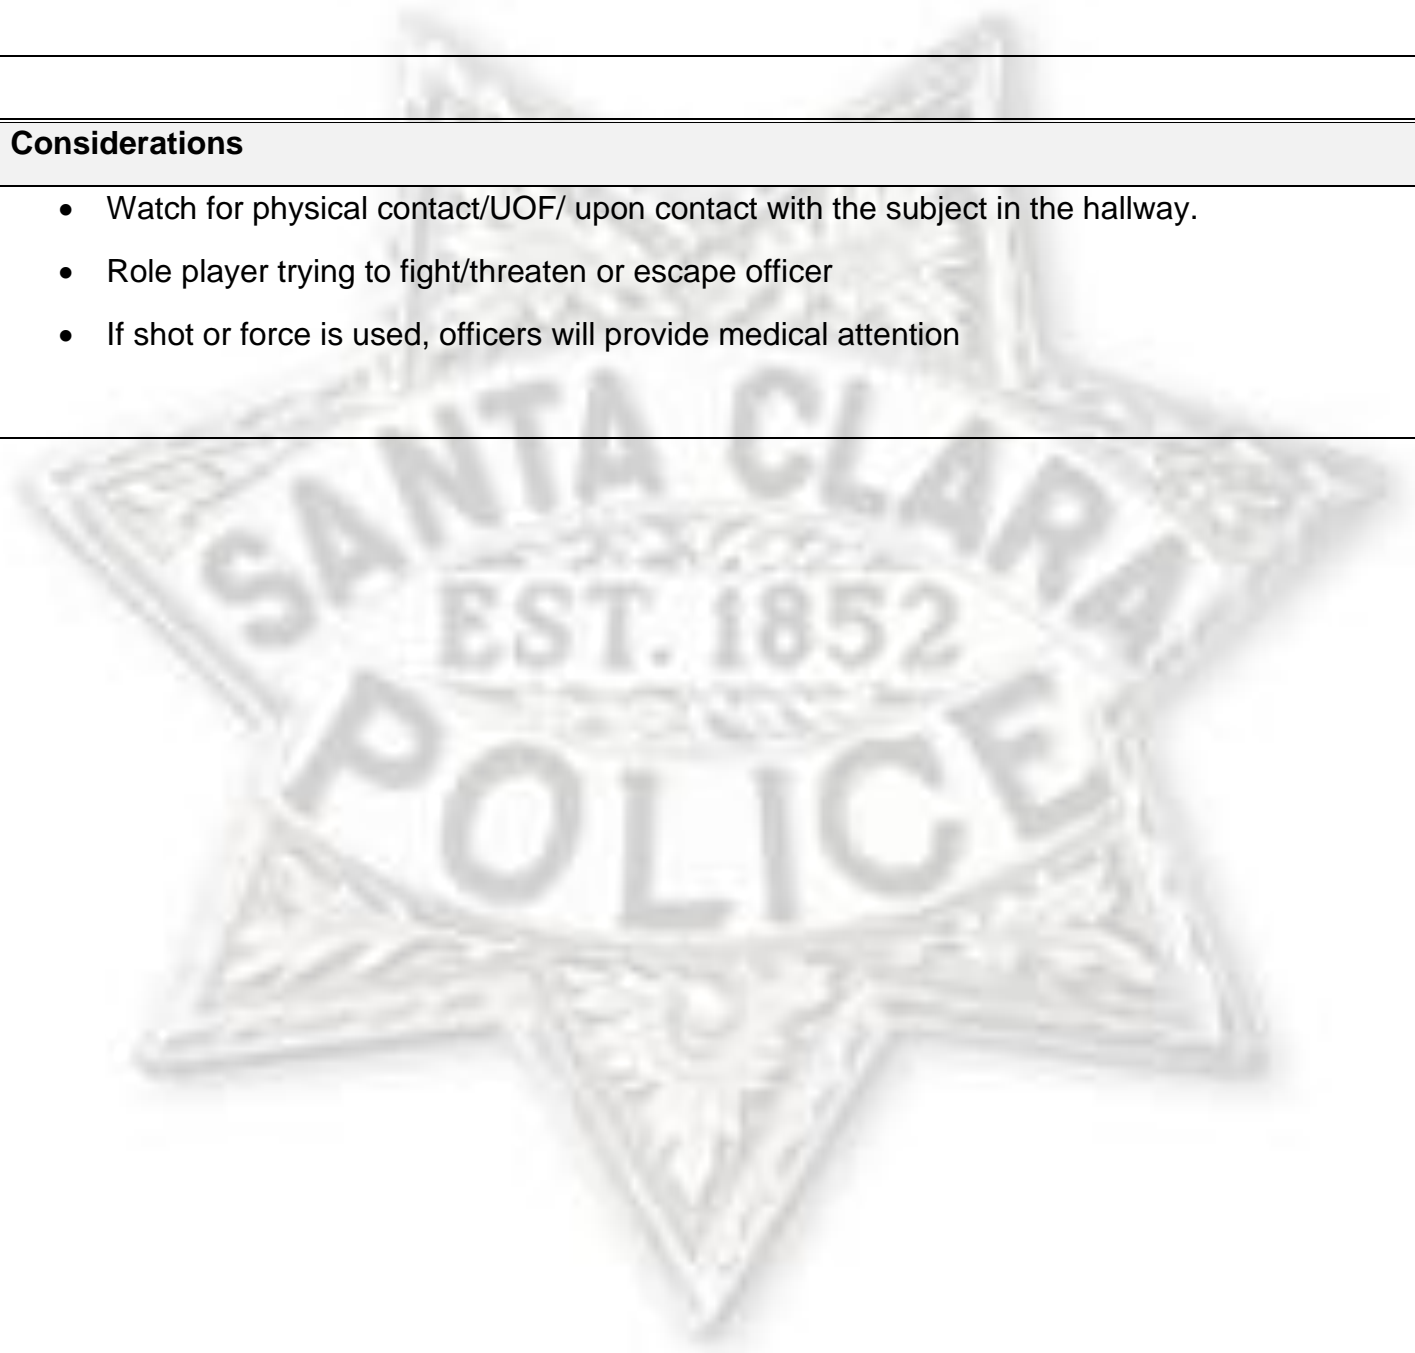 Considerations
• Watch for physical contact/UOF/ upon contact with the subject in the hallway.
• Role player trying to fight/threaten or escape officer
• If shot or force is used, officers will provide medical attention
SANTA CLARA
EST. 1852
POLICE